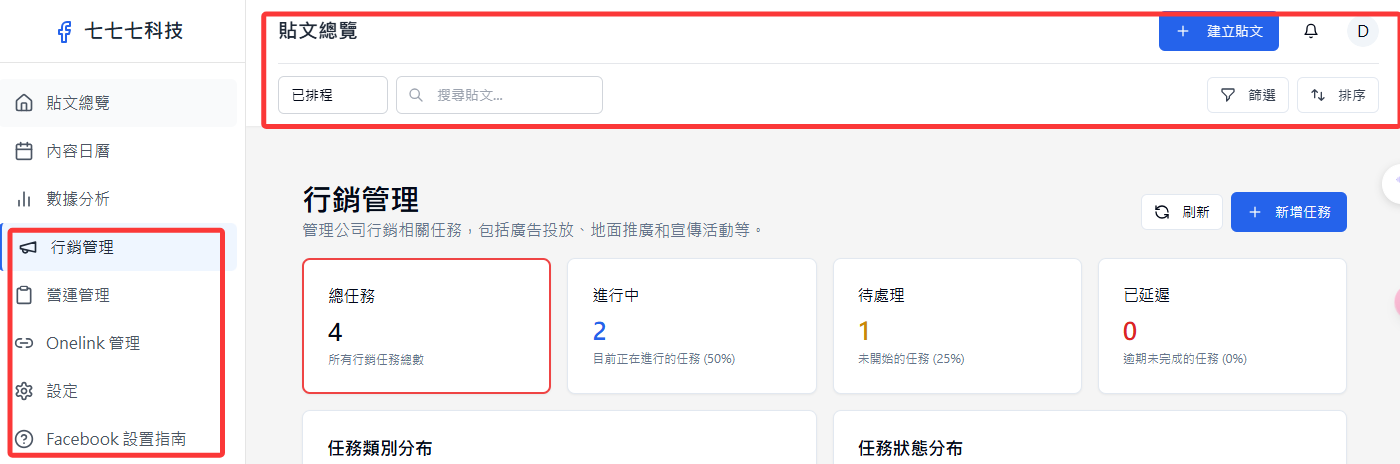 七七七科技
貼文總覽
內容日曆
數據分析
行銷管理
營運管理
Onelink 管理
設定
Facebook 設置指南
貼文總覽
建立貼文
D
已排程
搜尋貼文...
篩選
排序
行銷管理
管理公司行銷相關任務，包括廣告投放、地面推廣和宣傳活動等。
刷新
新增任務
總任務
4
所有行銷任務總數
進行中
2
目前正在進行的任務 (50%)
待處理
1
未開始的任務 (25%)
已延遲
0
逾期未完成的任務 (0%)
任務類別分布
任務狀態分布